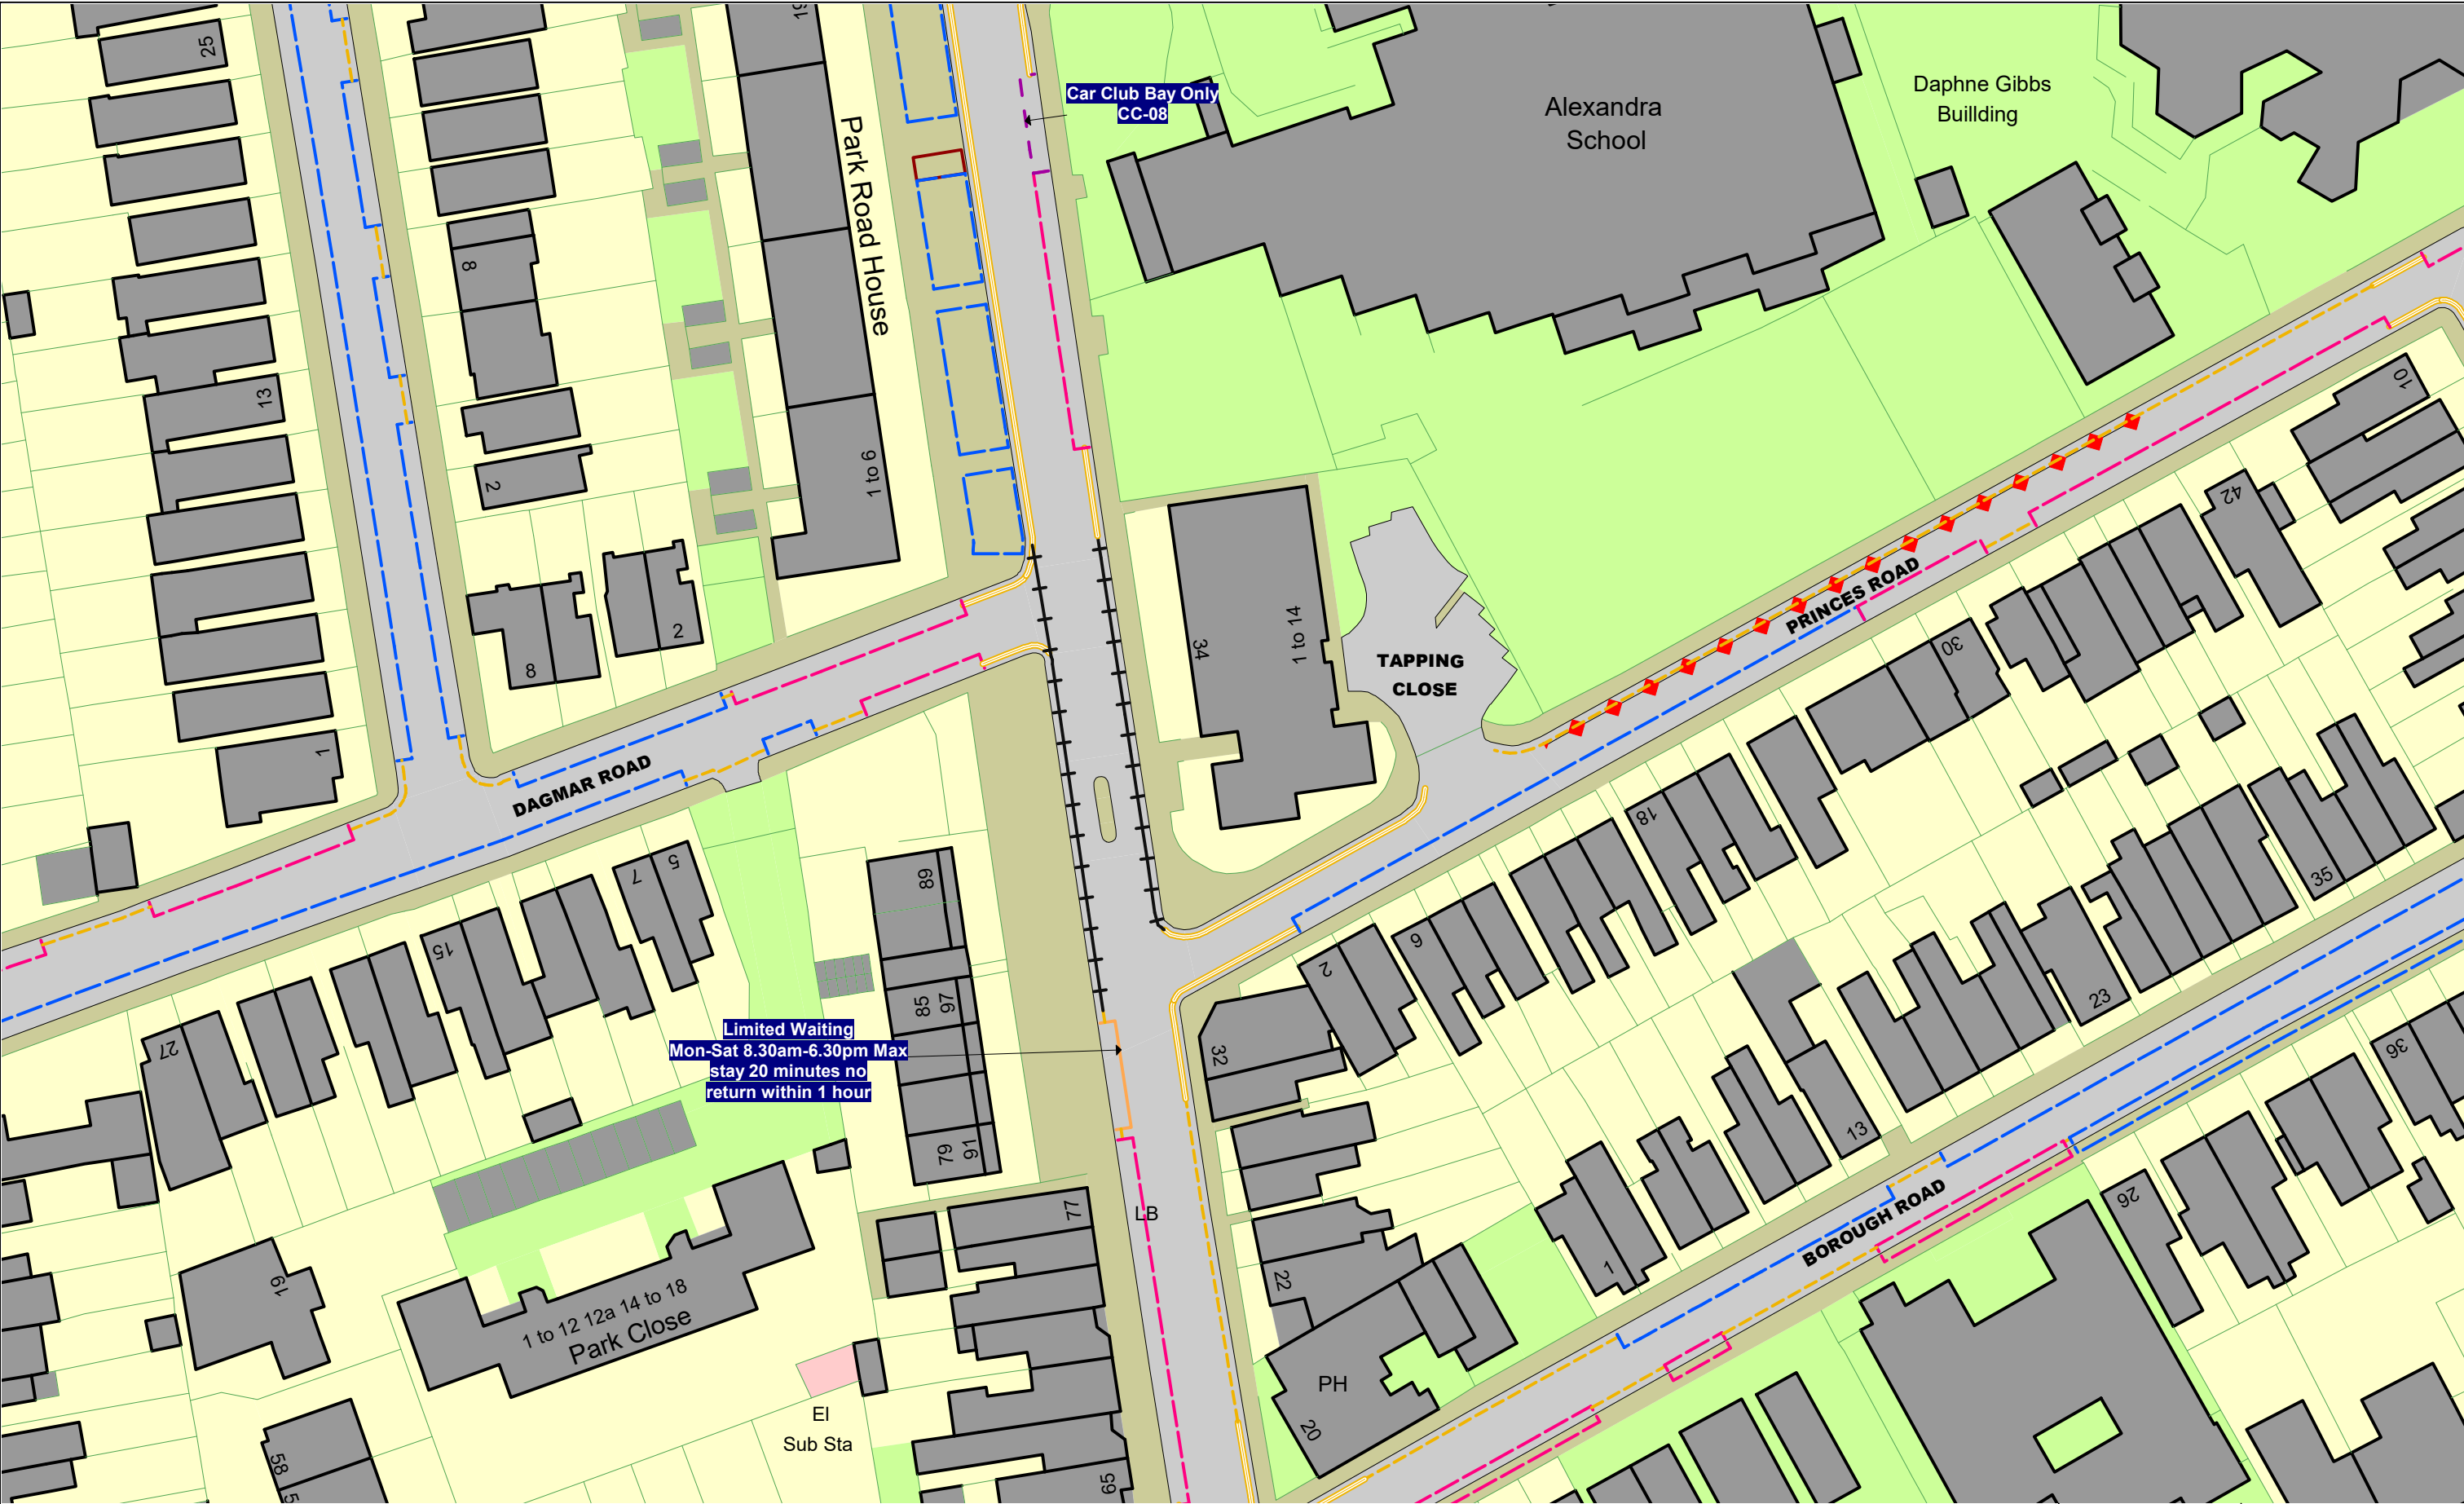 25
Car Club Bay Only
CC-08
Alexandra
School
Daphne Gibbs
Builliing
Park Road House
8
13
2
1 to 9
10
42
PRINCES ROAD
34
1 to 14
TAPPING
CLOSE
30
8
2
1
DAGMAR ROAD
18
7
5
89
35
15
6
2
85
97
23
27
32
Limited Waiting
Mon-Sat 8.30am-6.30pm Max
stay 20 minutes no
return within 1 hour
36
13
79
91
26
77
LB
BOROUGH ROAD
19
22
1
1 to 12 12a 14 to 18
Park Close
PH
20
El
Sub Sta
58
65